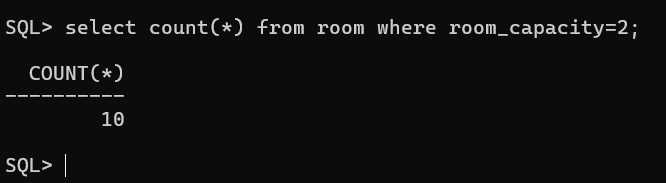 SQL> select count(*) from room where room_capacity=2;
COUNT(*)
----------
10
SQL>